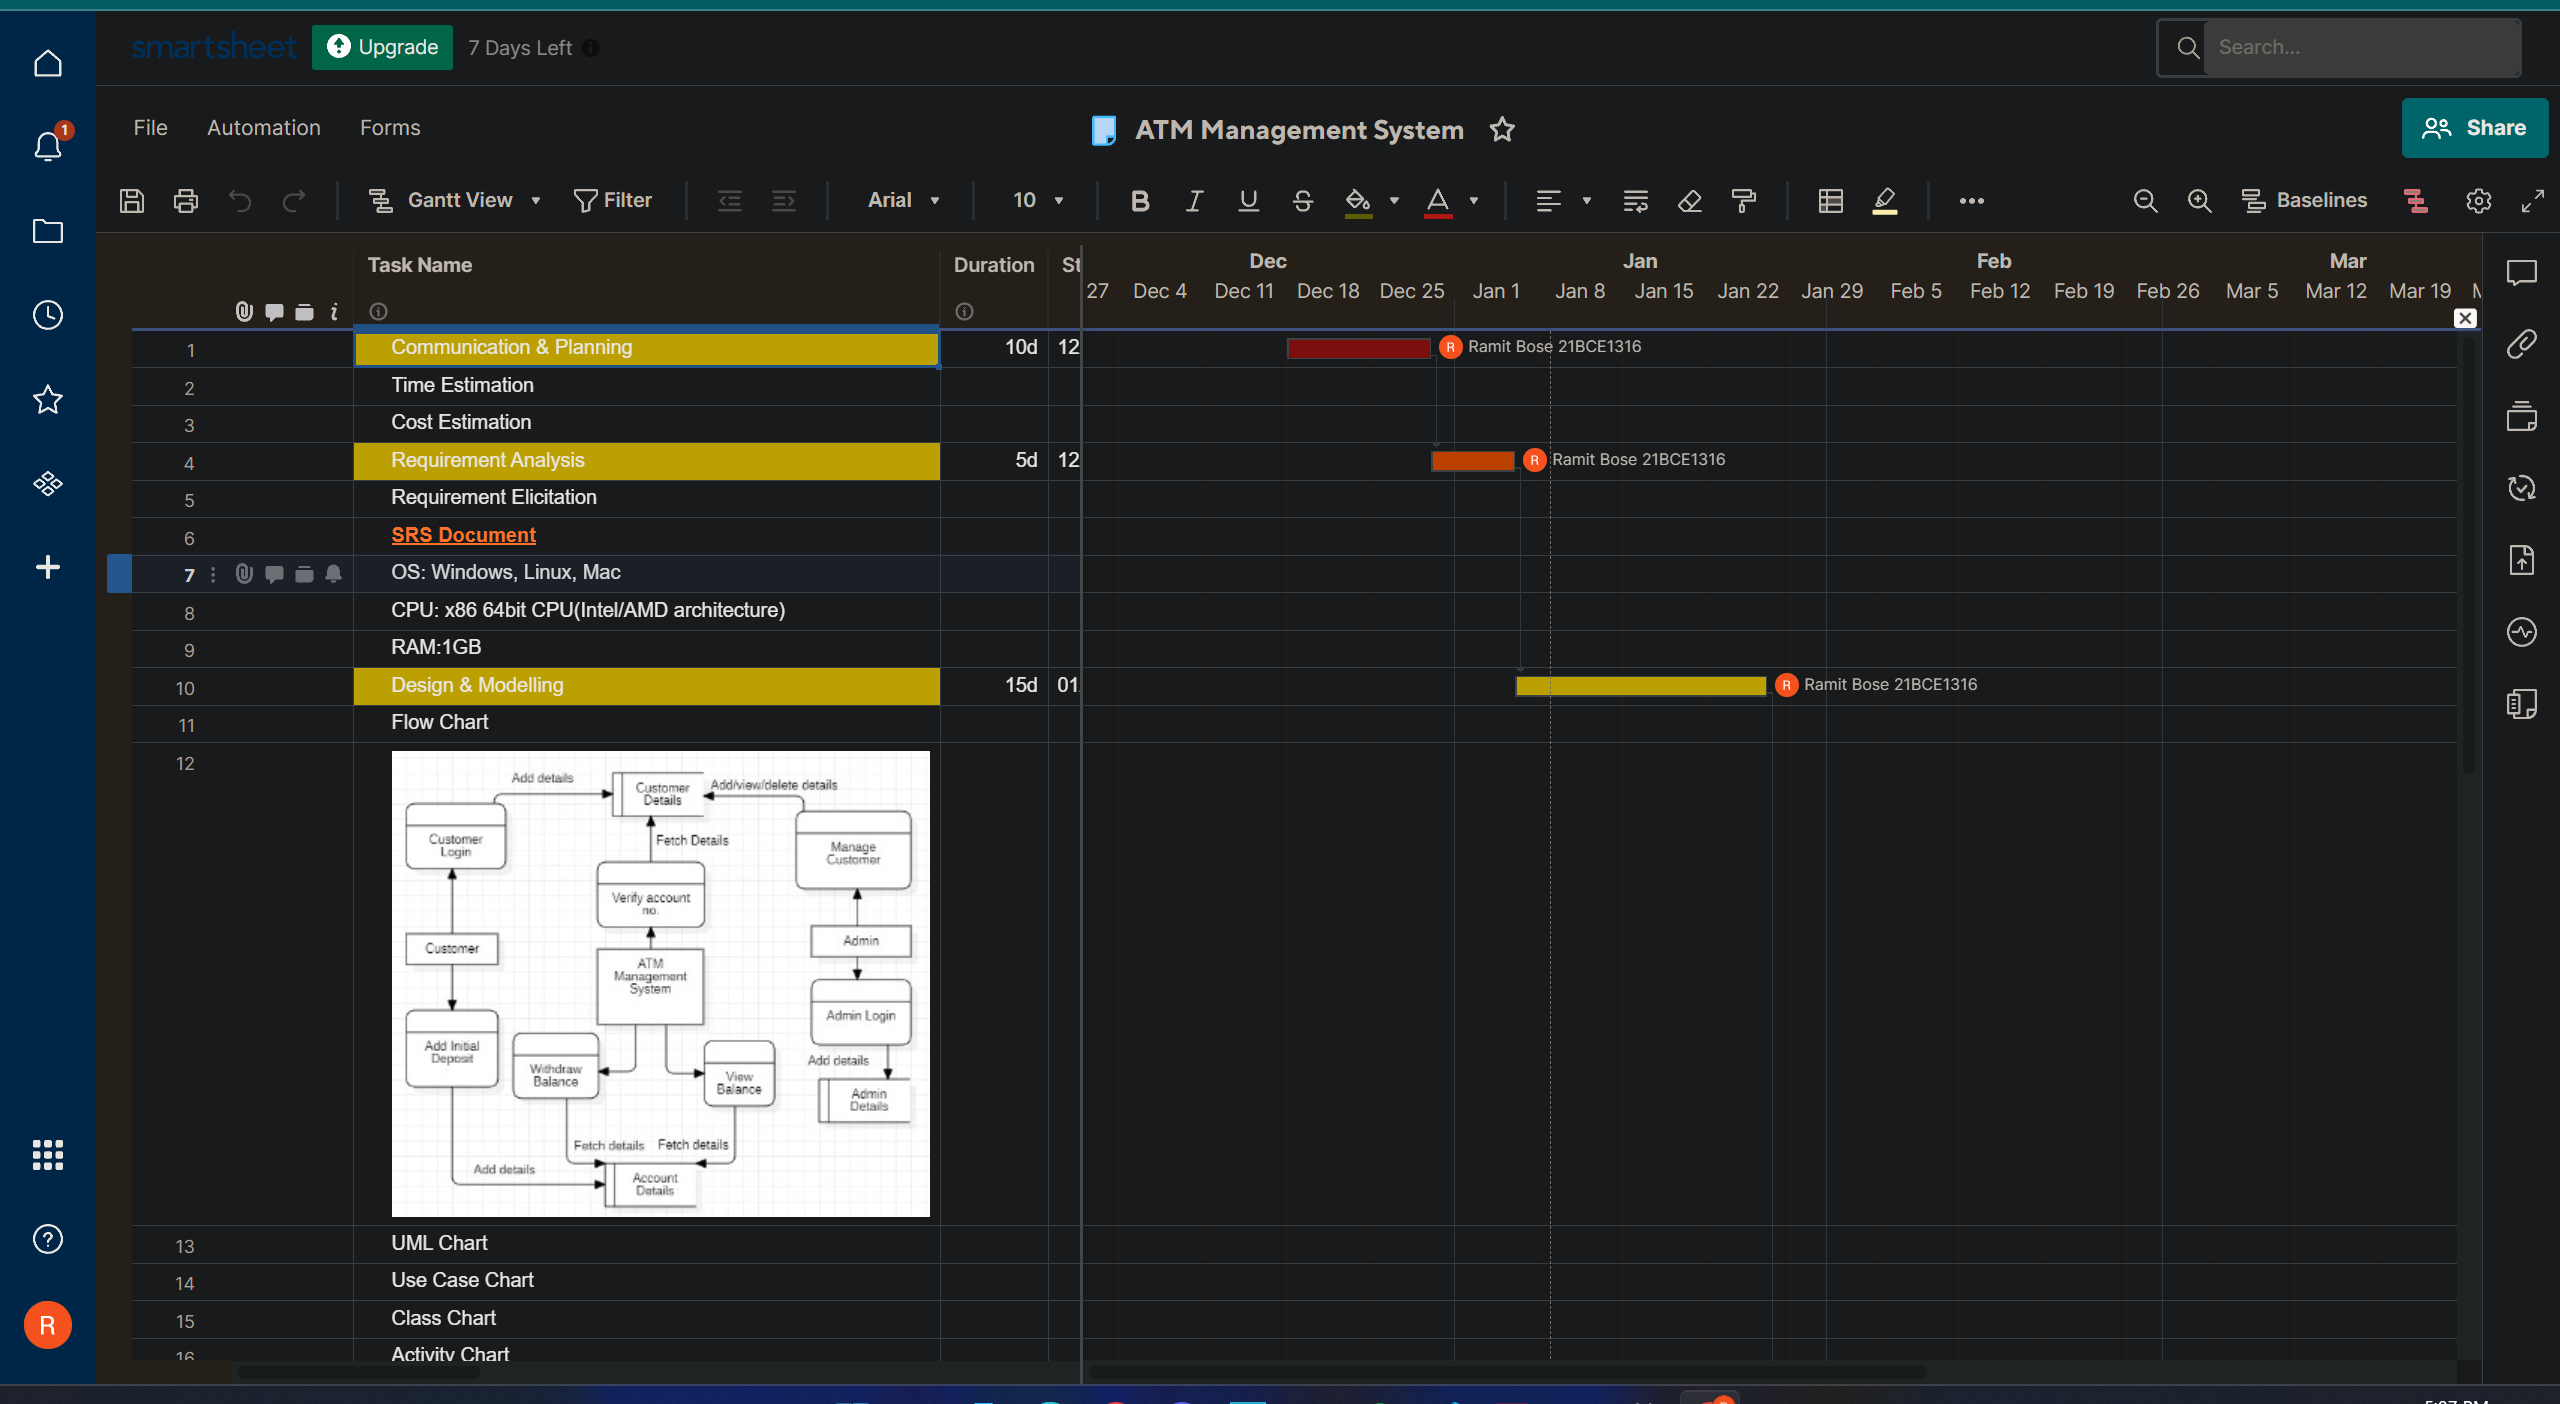 smartsheet Upgrade 7 Days Left Search...
1
File Automation Forms ATM Management System Share
Gantt View Filter Arial 10 B I U S A Baselines
Task Name Duration St
Dec Jan Feb Mar
27 Dec 4 Dec 11 Dec 18 Dec 25 Jan 1 Jan 8 Jan 15 Jan 22 Jan 29 Feb 5 Feb 12 Feb 19 Feb 26 Mar 5 Mar 12 Mar 19
1 Communication & Planning 10d 12 R Ramit Bose 21BCE1316
2 Time Estimation
3 Cost Estimation
4 Requirement Analysis 5d 12 R Ramit Bose 21BCE1316
5 Requirement Elicitation
6 SRS Document
7 OS: Windows, Linux, Mac
8 CPU: x86 64bit CPU(Intel/AMD architecture)
9 RAM:1GB
10 Design & Modelling 15d 01 R Ramit Bose 21BCE1316
11 Flow Chart
12
Add details
Customer
Details
Add/view/delete details
Customer
Login
Fetch Details
Manage
Customer
Verify account
no.
Customer
Admin
ATM
Management
System
Admin Login
Add Initial
Deposit
Withdraw
Balance
View
Balance
Add details
Admin
Details
Fetch details Fetch details
Add details
Account
Details
13 UML Chart
14 Use Case Chart
15 Class Chart
16 Activity Chart
R